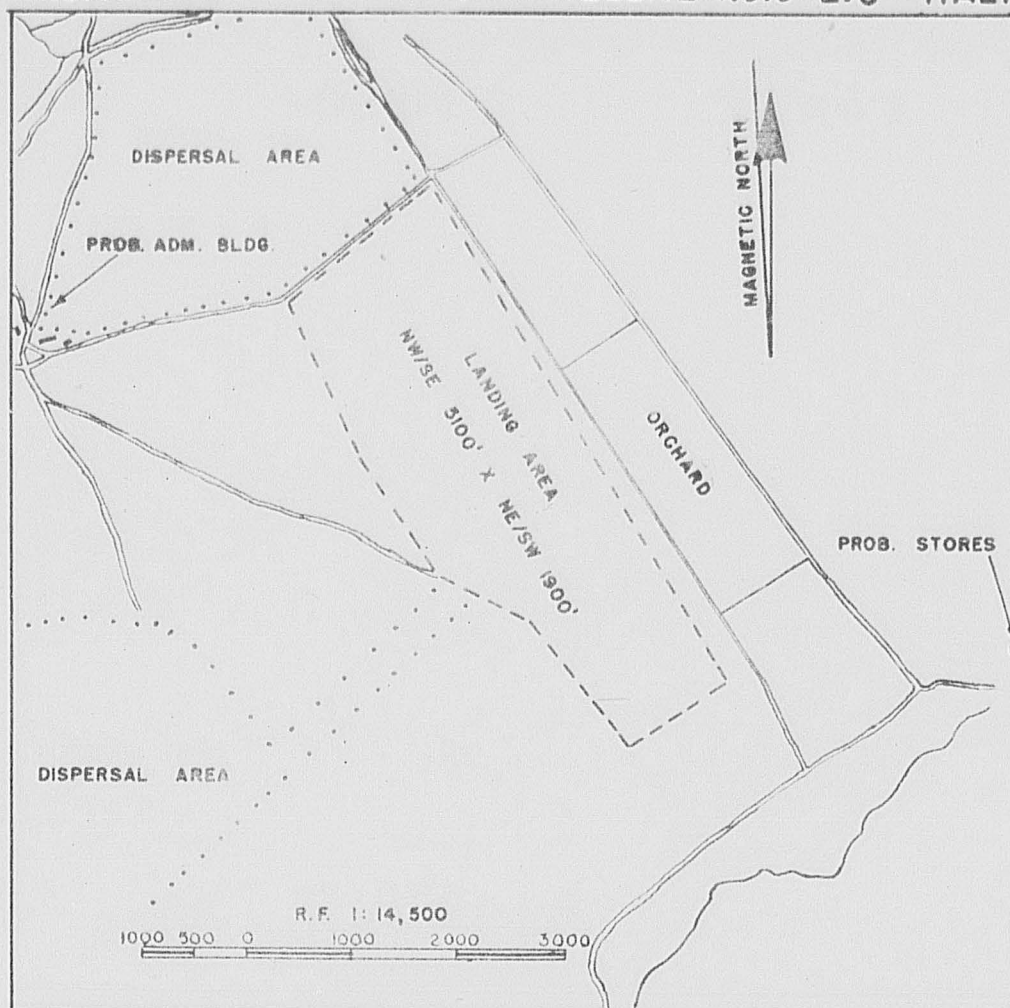 DISPERSAL AREA
MAGNETIC NORTH
PROB. ADM. BLDG.
LANDING AREA
NW/SE 5100' X NE/SW 1900'
ORCHARD
PROB. STORES
DISPERSAL AREA
R.F. 1:14,500
1000 500 0 1000 2000 3000